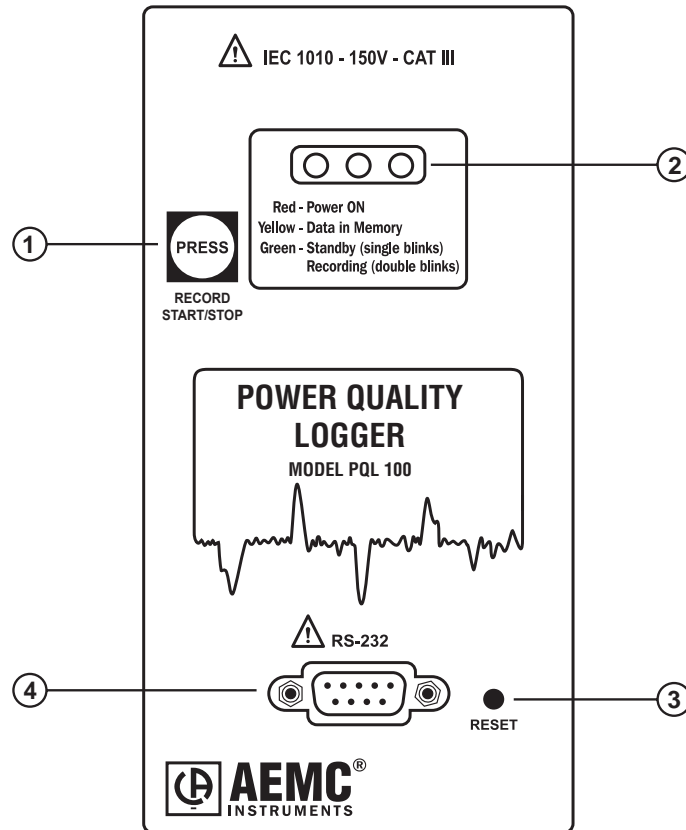 IEC 1010 - 150V - CAT III
2
Red - Power ON
Yellow - Data in Memory
Green - Standby (single blinks)
Recording (double blinks)
1
PRESS
RECORD
START/STOP
POWER QUALITY
LOGGER
MODEL PQL 100
RS-232
4
3
RESET
AEMC®
INSTRUMENTS